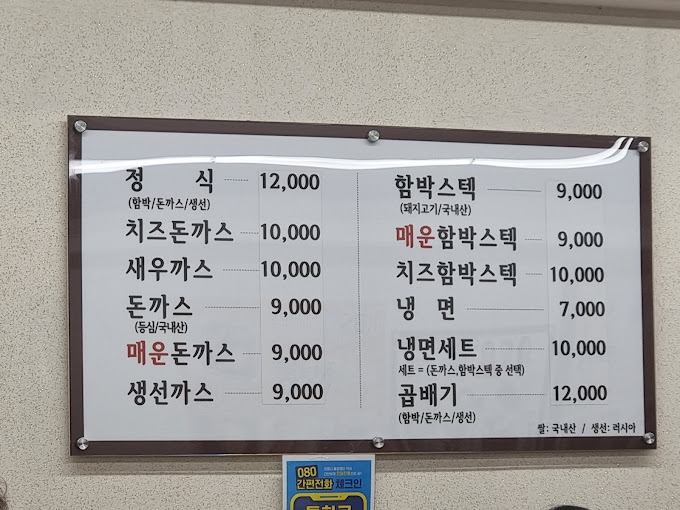 정 식 12,000
(함박/돈까스/생선)
치즈돈까스 10,000
새우까스 10,000
돈까스 9,000
(등심/국내산)
매운돈까스 9,000
생선까스 9,000
함박스텍 9,000
(돼지고기/국내산)
매운함박스텍 9,000
치즈함박스텍 10,000
냉 면 7,000
냉면세트 10,000
세트 = (돈까스,함박스텍 중 선택)
곱배기 12,000
(함박/돈까스/생선)
쌀: 국내산 / 생선: 러시아
080
간편전화 체크인